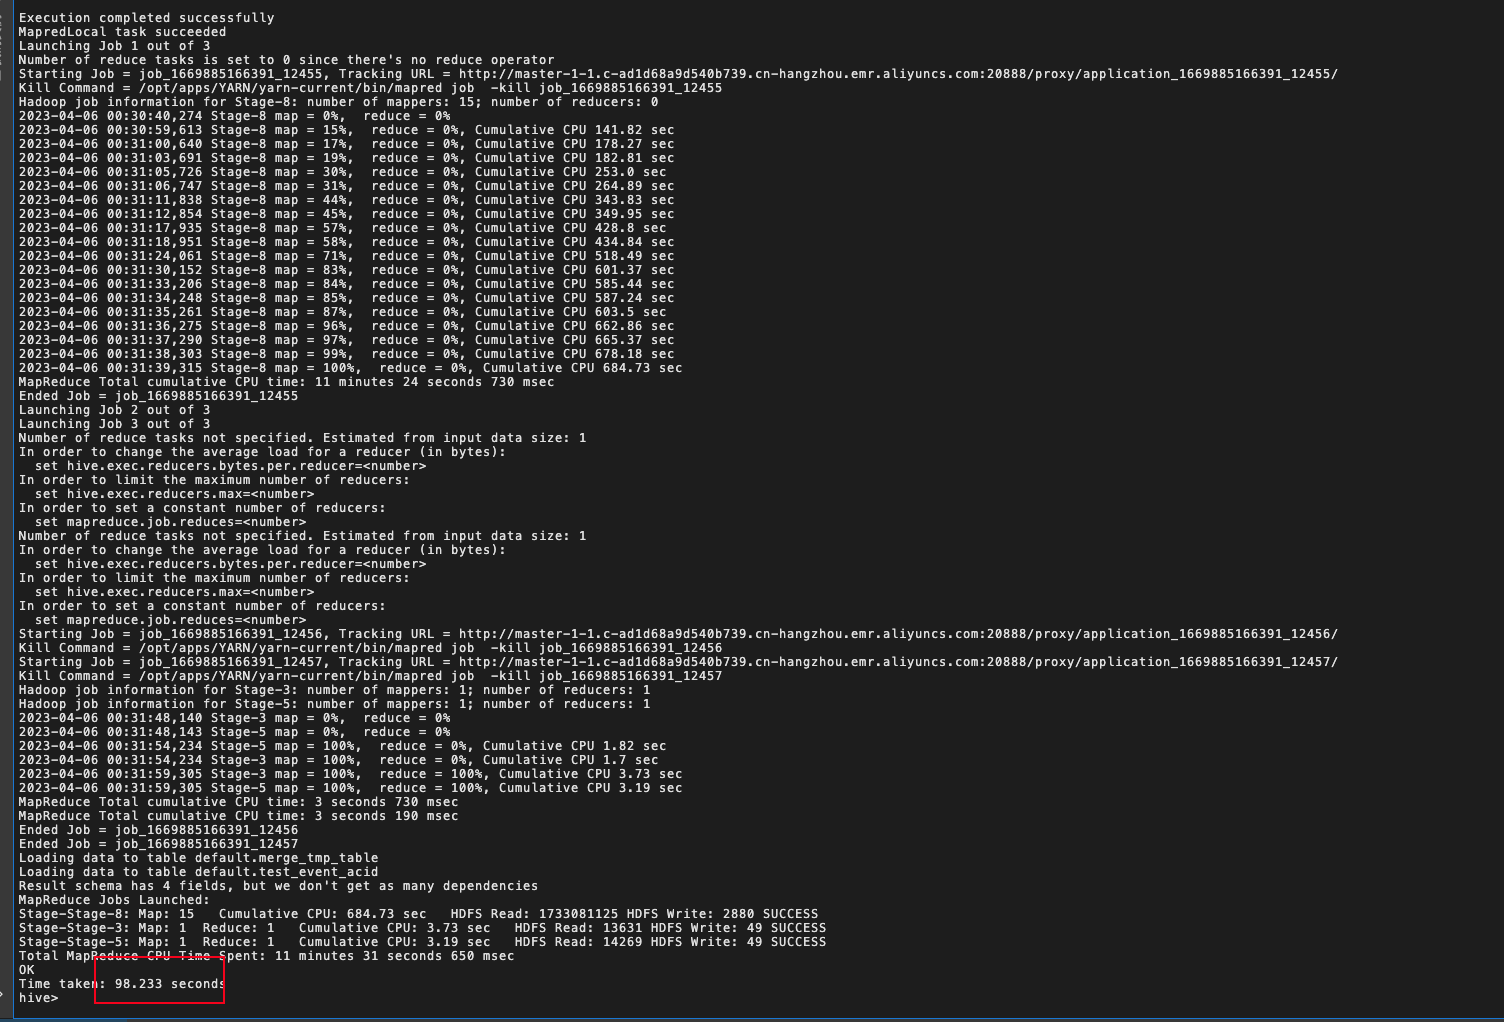 Execution completed successfully
MapredLocal task succeeded
Launching Job 1 out of 3
Number of reduce tasks is set to 0 since there's no reduce operator
Starting Job = job_1669885166391_12455, Tracking URL = http://master-1-1.c-ad1d68a9d540b739.cn-hangzhou.emr.aliyuncs.com:20888/proxy/application_1669885166391_12455/
Kill Command = /opt/apps/YARN/yarn-current/bin/mapred job  -kill job_1669885166391_12455
Hadoop job information for Stage-8: number of mappers: 15; number of reducers: 0
2023-04-06 00:30:40,274 Stage-8 map = 0%,  reduce = 0%
2023-04-06 00:30:59,613 Stage-8 map = 15%,  reduce = 0%, Cumulative CPU 141.82 sec
2023-04-06 00:31:00,640 Stage-8 map = 17%,  reduce = 0%, Cumulative CPU 178.27 sec
2023-04-06 00:31:03,691 Stage-8 map = 19%,  reduce = 0%, Cumulative CPU 182.81 sec
2023-04-06 00:31:05,726 Stage-8 map = 30%,  reduce = 0%, Cumulative CPU 253.0 sec
2023-04-06 00:31:06,747 Stage-8 map = 31%,  reduce = 0%, Cumulative CPU 264.89 sec
2023-04-06 00:31:11,838 Stage-8 map = 44%,  reduce = 0%, Cumulative CPU 343.83 sec
2023-04-06 00:31:12,854 Stage-8 map = 45%,  reduce = 0%, Cumulative CPU 349.95 sec
2023-04-06 00:31:17,935 Stage-8 map = 57%,  reduce = 0%, Cumulative CPU 428.8 sec
2023-04-06 00:31:18,951 Stage-8 map = 58%,  reduce = 0%, Cumulative CPU 434.84 sec
2023-04-06 00:31:24,061 Stage-8 map = 71%,  reduce = 0%, Cumulative CPU 518.49 sec
2023-04-06 00:31:30,152 Stage-8 map = 83%,  reduce = 0%, Cumulative CPU 601.37 sec
2023-04-06 00:31:33,206 Stage-8 map = 84%,  reduce = 0%, Cumulative CPU 585.44 sec
2023-04-06 00:31:34,248 Stage-8 map = 85%,  reduce = 0%, Cumulative CPU 587.24 sec
2023-04-06 00:31:35,261 Stage-8 map = 87%,  reduce = 0%, Cumulative CPU 603.5 sec
2023-04-06 00:31:36,275 Stage-8 map = 96%,  reduce = 0%, Cumulative CPU 662.86 sec
2023-04-06 00:31:37,290 Stage-8 map = 97%,  reduce = 0%, Cumulative CPU 665.37 sec
2023-04-06 00:31:38,303 Stage-8 map = 99%,  reduce = 0%, Cumulative CPU 678.18 sec
2023-04-06 00:31:39,315 Stage-8 map = 100%,  reduce = 0%, Cumulative CPU 684.73 sec
MapReduce Total cumulative CPU time: 11 minutes 24 seconds 730 msec
Ended Job = job_1669885166391_12455
Launching Job 2 out of 3
Launching Job 3 out of 3
Number of reduce tasks not specified. Estimated from input data size: 1
In order to change the average load for a reducer (in bytes):
  set hive.exec.reducers.bytes.per.reducer=<number>
In order to limit the maximum number of reducers:
  set hive.exec.reducers.max=<number>
In order to set a constant number of reducers:
  set mapreduce.job.reduces=<number>
Number of reduce tasks not specified. Estimated from input data size: 1
In order to change the average load for a reducer (in bytes):
  set hive.exec.reducers.bytes.per.reducer=<number>
In order to limit the maximum number of reducers:
  set hive.exec.reducers.max=<number>
In order to set a constant number of reducers:
  set mapreduce.job.reduces=<number>
Starting Job = job_1669885166391_12456, Tracking URL = http://master-1-1.c-ad1d68a9d540b739.cn-hangzhou.emr.aliyuncs.com:20888/proxy/application_1669885166391_12456/
Kill Command = /opt/apps/YARN/yarn-current/bin/mapred job  -kill job_1669885166391_12456
Starting Job = job_1669885166391_12457, Tracking URL = http://master-1-1.c-ad1d68a9d540b739.cn-hangzhou.emr.aliyuncs.com:20888/proxy/application_1669885166391_12457/
Kill Command = /opt/apps/YARN/yarn-current/bin/mapred job  -kill job_1669885166391_12457
Hadoop job information for Stage-3: number of mappers: 1; number of reducers: 1
Hadoop job information for Stage-5: number of mappers: 1; number of reducers: 1
2023-04-06 00:31:48,140 Stage-3 map = 0%,  reduce = 0%
2023-04-06 00:31:48,143 Stage-5 map = 0%,  reduce = 0%
2023-04-06 00:31:54,234 Stage-5 map = 100%,  reduce = 0%, Cumulative CPU 1.82 sec
2023-04-06 00:31:54,234 Stage-3 map = 100%,  reduce = 0%, Cumulative CPU 1.7 sec
2023-04-06 00:31:59,305 Stage-3 map = 100%,  reduce = 100%, Cumulative CPU 3.73 sec
2023-04-06 00:31:59,305 Stage-5 map = 100%,  reduce = 100%, Cumulative CPU 3.19 sec
MapReduce Total cumulative CPU time: 3 seconds 730 msec
MapReduce Total cumulative CPU time: 3 seconds 190 msec
Ended Job = job_1669885166391_12456
Ended Job = job_1669885166391_12457
Loading data to table default.merge_tmp_table
Loading data to table default.test_event_acid
Result schema has 4 fields, but we don't get as many dependencies
MapReduce Jobs Launched:
Stage-Stage-8: Map: 15   Cumulative CPU: 684.73 sec   HDFS Read: 1733081125 HDFS Write: 2880 SUCCESS
Stage-Stage-3: Map: 1  Reduce: 1   Cumulative CPU: 3.73 sec   HDFS Read: 13631 HDFS Write: 49 SUCCESS
Stage-Stage-5: Map: 1  Reduce: 1   Cumulative CPU: 3.19 sec   HDFS Read: 14269 HDFS Write: 49 SUCCESS
Total MapReduce CPU Time Spent: 11 minutes 31 seconds 650 msec
OK
Time taken: 98.233 seconds
hive>